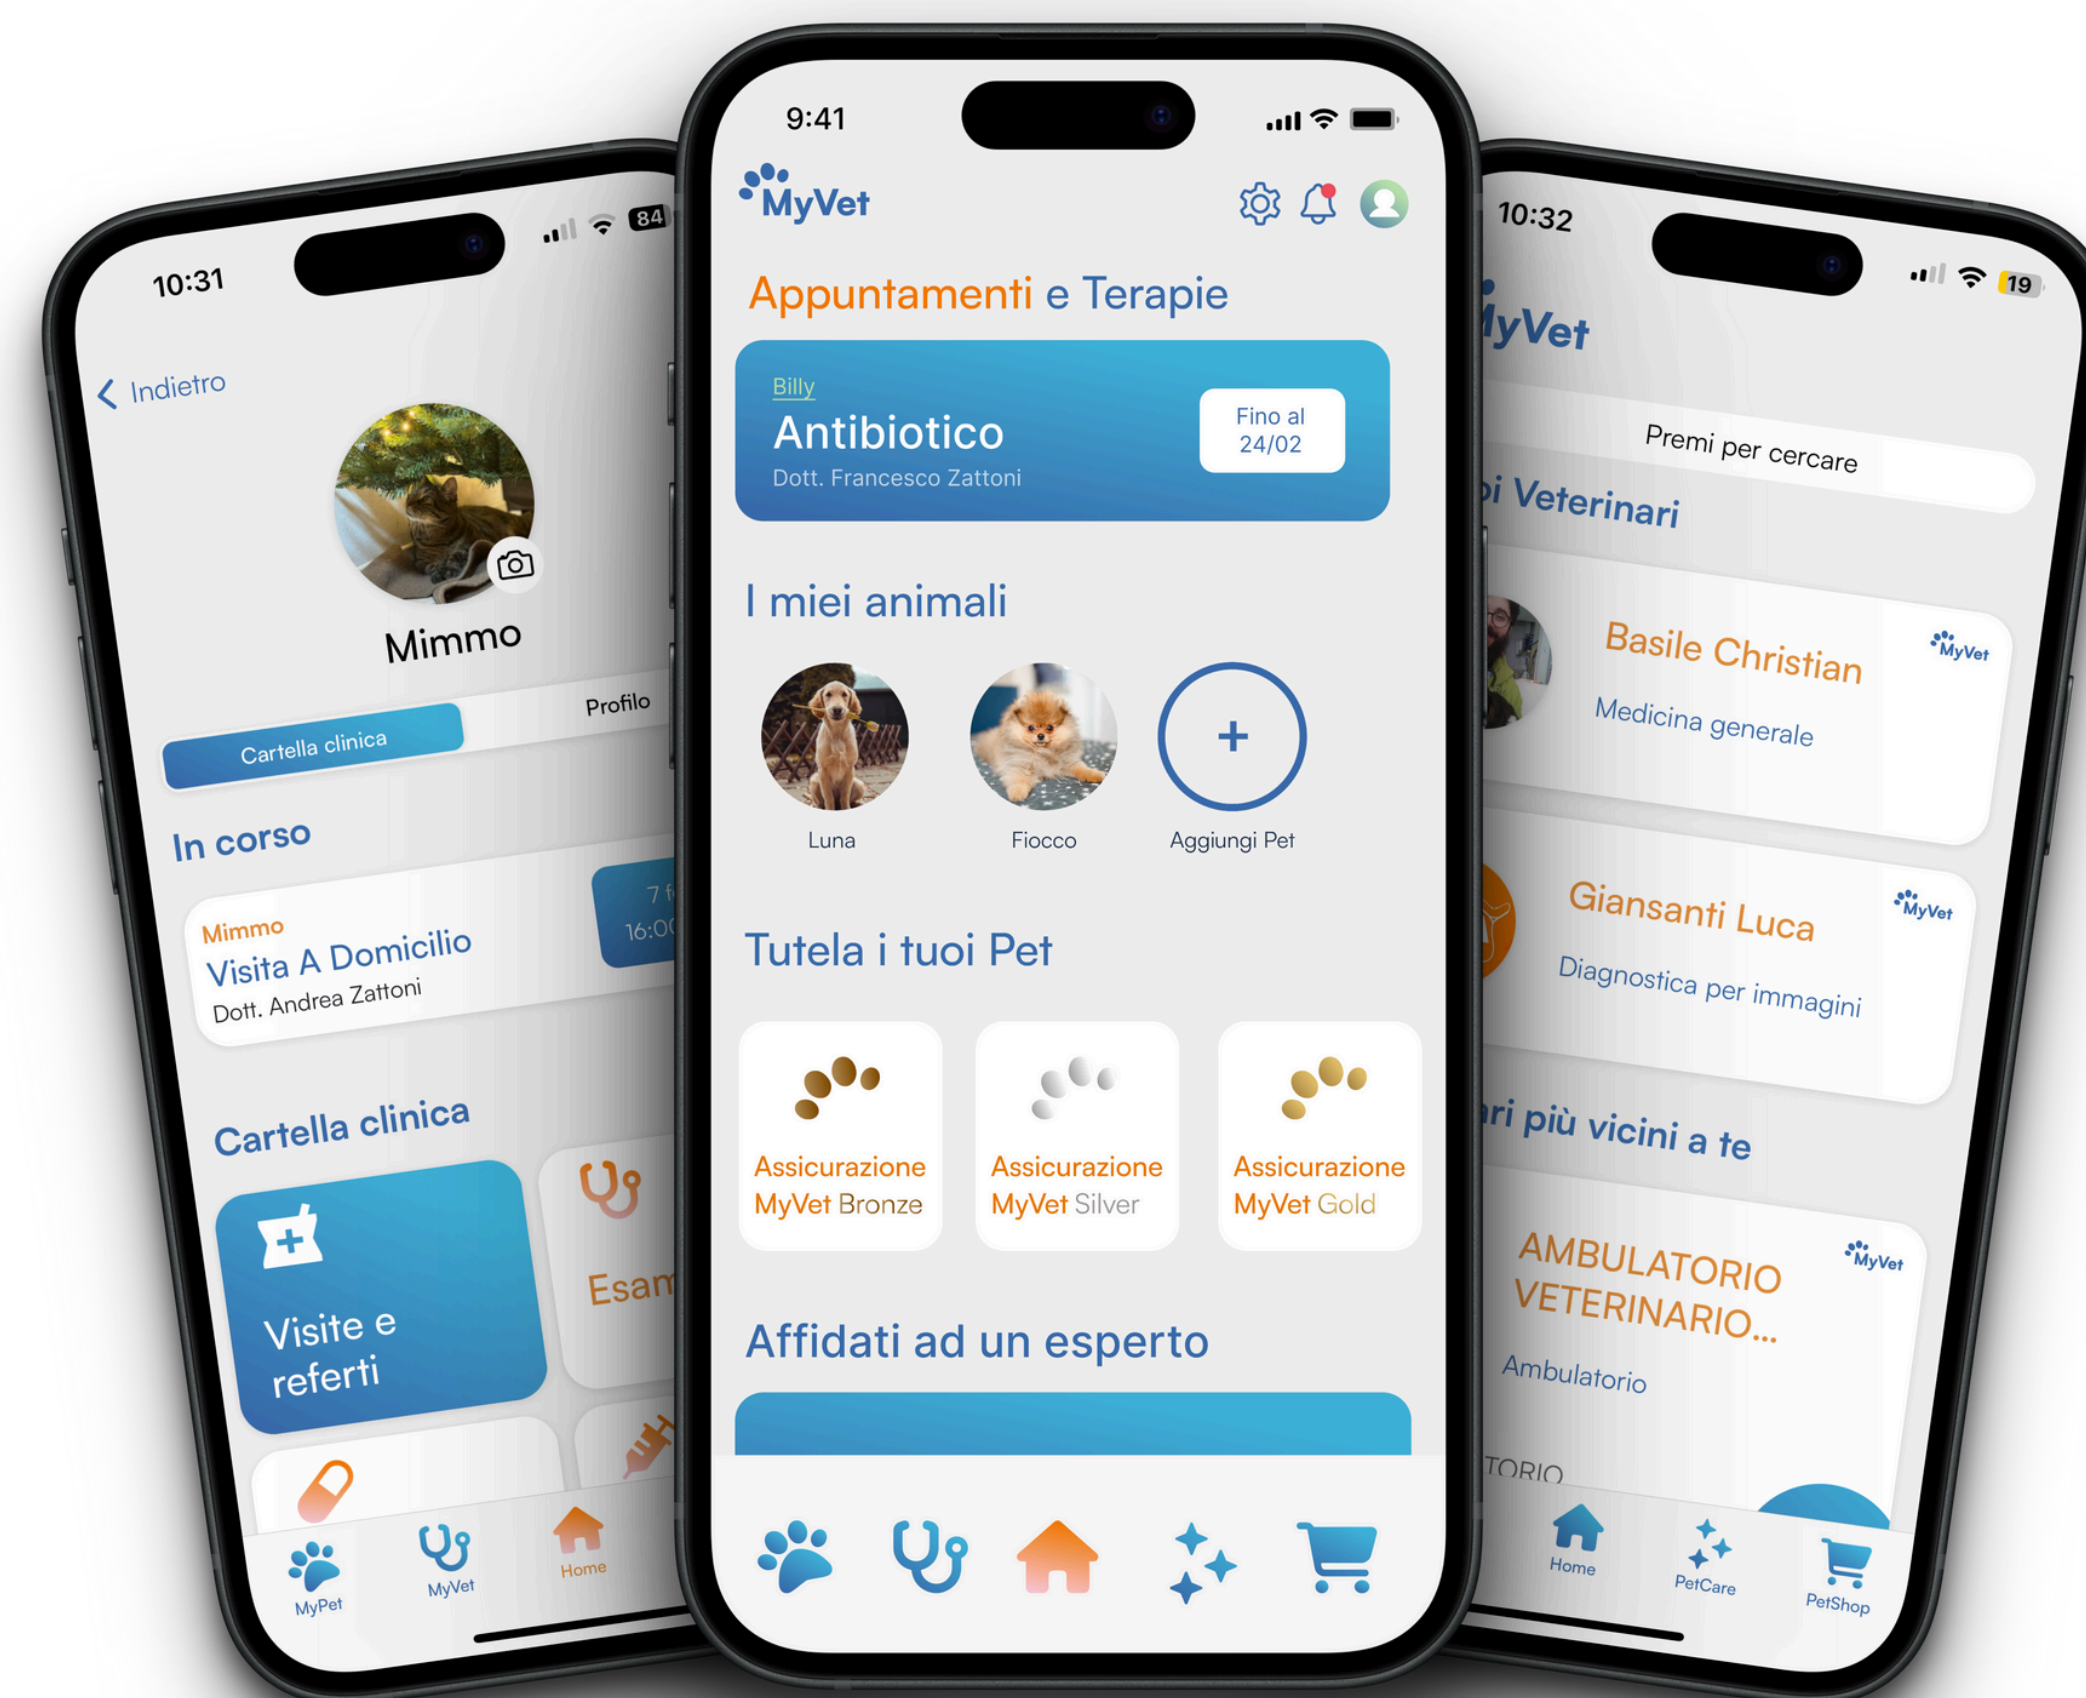 10:31
84
Indietro
Mimmo
Cartella clinica
Profilo
In corso
Mimmo
Visita A Domicilio
Dott. Andrea Zattoni
7
16:00
Cartella clinica
Visite e
referti
MyPet
MyVet
Home
9:41
MyVet
Appuntamenti e Terapie
Billy
Antibiotico
Dott. Francesco Zattoni
Fino al
24/02
I miei animali
Luna
Fiocco
Aggiungi Pet
Tutela i tuoi Pet
Assicurazione
MyVet Bronze
Assicurazione
MyVet Silver
Assicurazione
MyVet Gold
Affidati ad un esperto
10:32
19
MyVet
Premi per cercare
Veterinari
Basile Christian
MyVet
Medicina generale
Giansanti Luca
MyVet
Diagnostica per immagini
più vicini a te
AMBULATORIO
VETERINARIO...
MyVet
Ambulatorio
Home
PetCare
PetShop